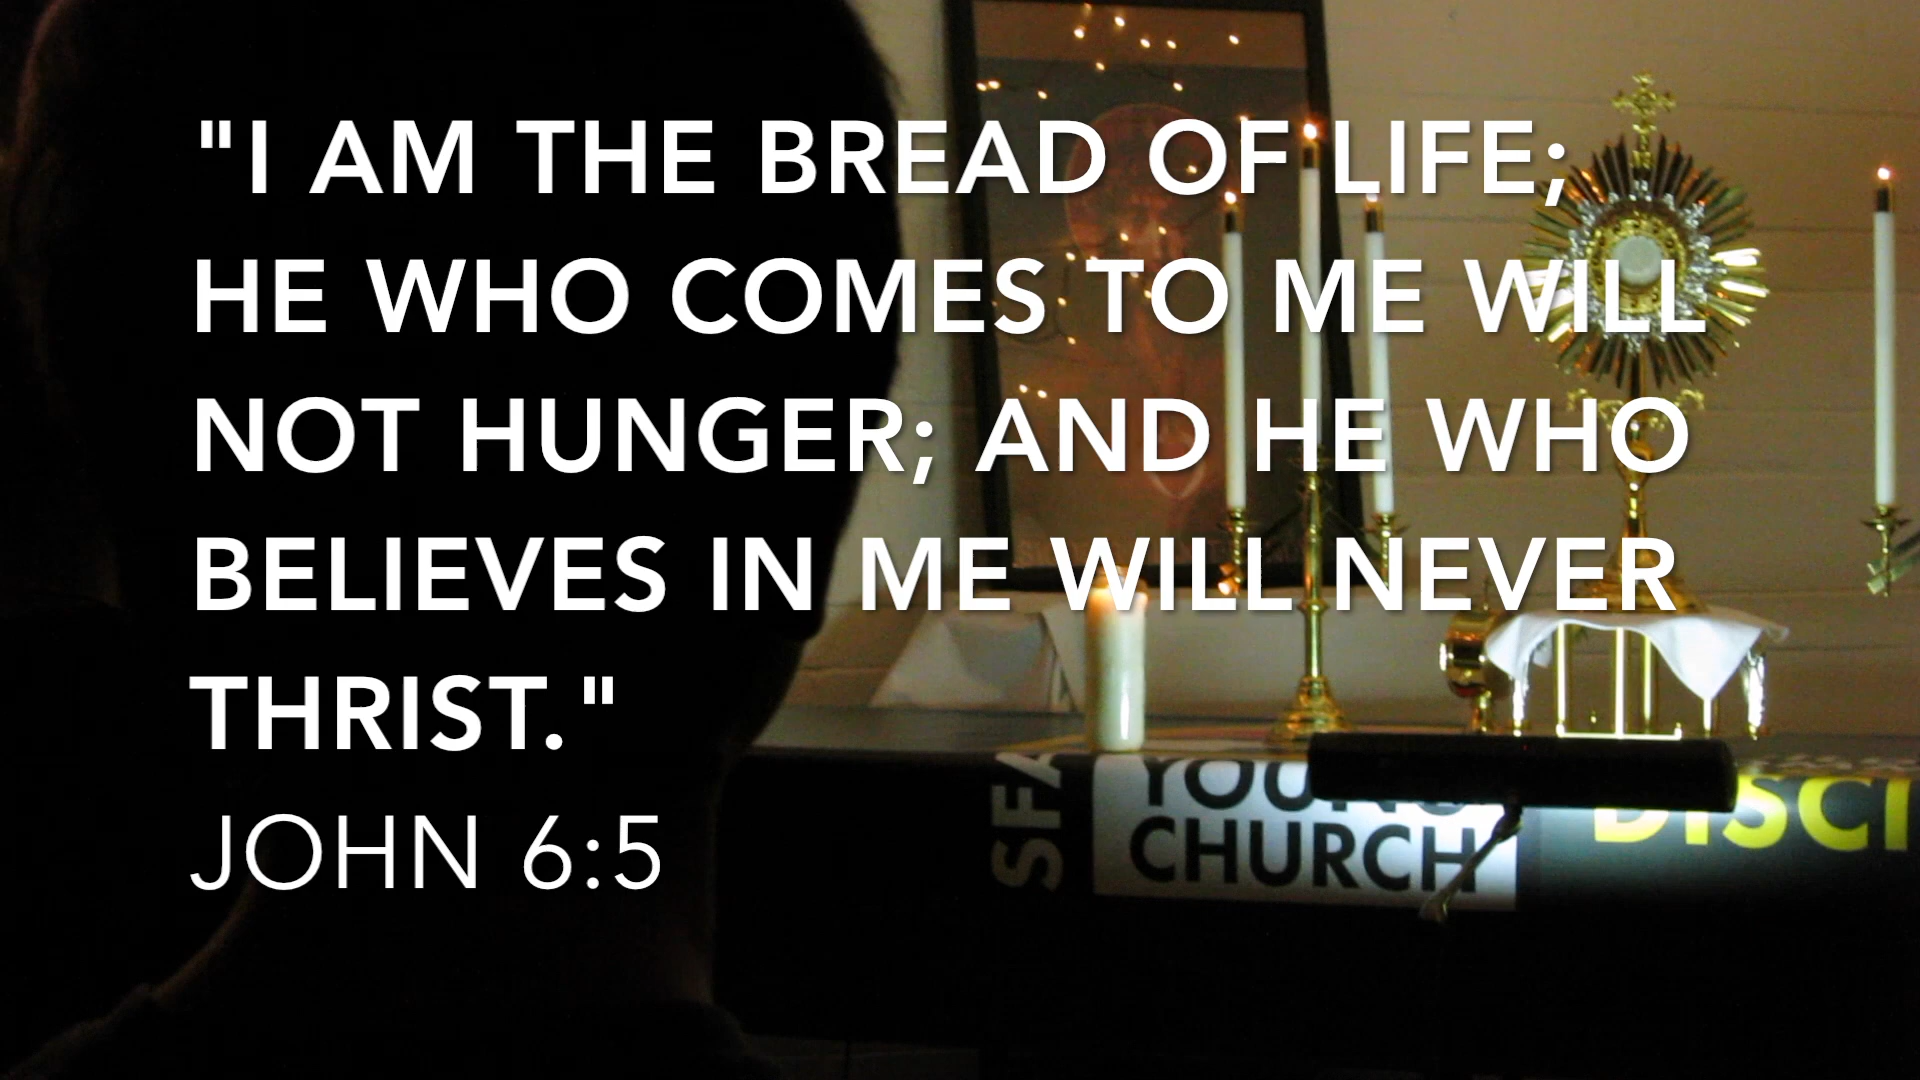 "I AM THE BREAD OF LIFE;
HE WHO COMES TO ME WILL
NOT HUNGER; AND HE WHO
BELIEVES IN ME WILL NEVER
THRIST."
JOHN 6:5
YOUNG
CHURCH